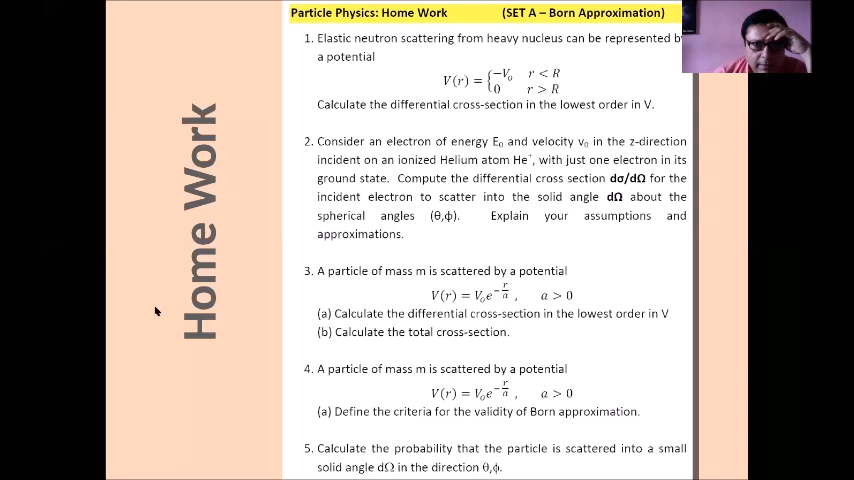 Home Work
Particle Physics: Home Work (SET A – Born Approximation)
1. Elastic neutron scattering from heavy nucleus can be represented by
a potential
V(r) = {−V₀ r < R
0 r > R
Calculate the differential cross-section in the lowest order in V.
2. Consider an electron of energy E₀ and velocity v₀ in the z-direction
incident on an ionized Helium atom He⁺, with just one electron in its
ground state. Compute the differential cross section dσ/dΩ for the
incident electron to scatter into the solid angle dΩ about the
spherical angles (θ,ϕ). Explain your assumptions and
approximations.
3. A particle of mass m is scattered by a potential
V(r) = V₀e^{−r/a}, a > 0
(a) Calculate the differential cross-section in the lowest order in V
(b) Calculate the total cross-section.
4. A particle of mass m is scattered by a potential
V(r) = V₀e^{−r/a}, a > 0
(a) Define the criteria for the validity of Born approximation.
5. Calculate the probability that the particle is scattered into a small
solid angle dΩ in the direction θ,ϕ.